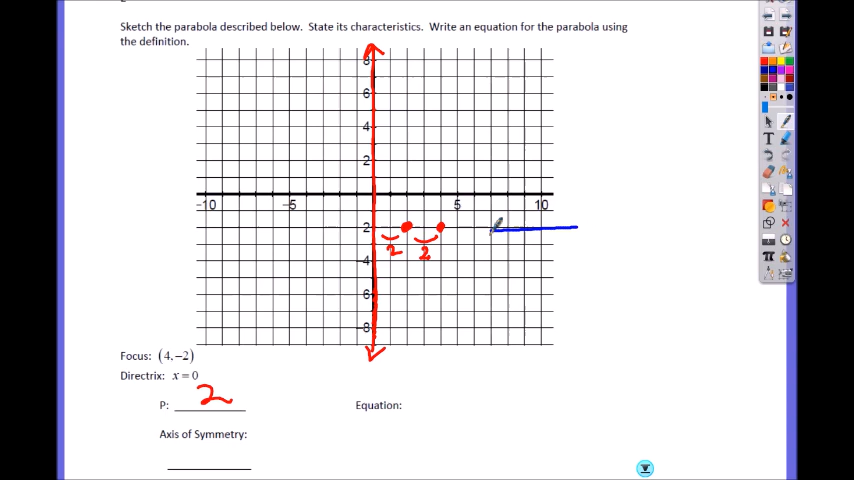 Sketch the parabola described below. State its characteristics. Write an equation for the parabola using
the definition.
8
6
4
2
-10 -5 5 10
2
2 2
-4
6
-8
Focus: (4,-2)
Directrix: x=0
P: 2 Equation:
Axis of Symmetry: